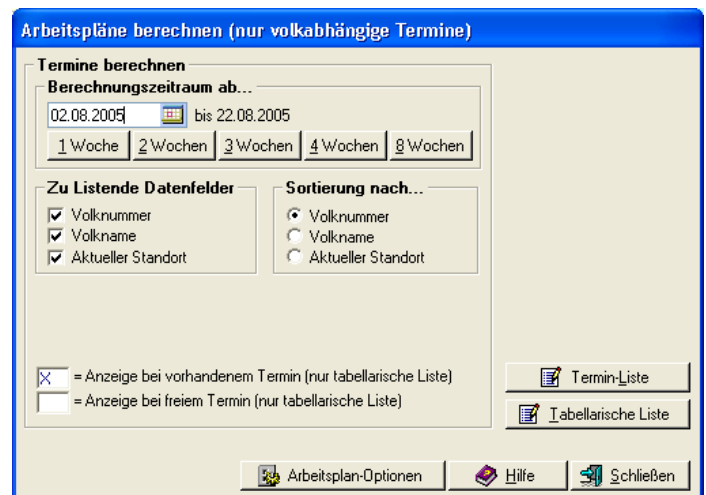 Arbeitspläne berechnen (nur volkabhängige Termine)
Termine berechnen
Berechnungszeitraum ab...
02.08.2005 bis 22.08.2005
1 Woche 2 Wochen 3 Wochen 4 Wochen 8 Wochen
Zu Listende Datenfelder
Volknummer
Volkname
Aktueller Standort
Sortierung nach...
Volknummer
Volkname
Aktueller Standort
X = Anzeige bei vorhandenem Termin (nur tabellarische Liste)
= Anzeige bei freiem Termin (nur tabellarische Liste)
Termin-Liste
Tabellarische Liste
Arbeitsplan-Optionen Hilfe Schließen